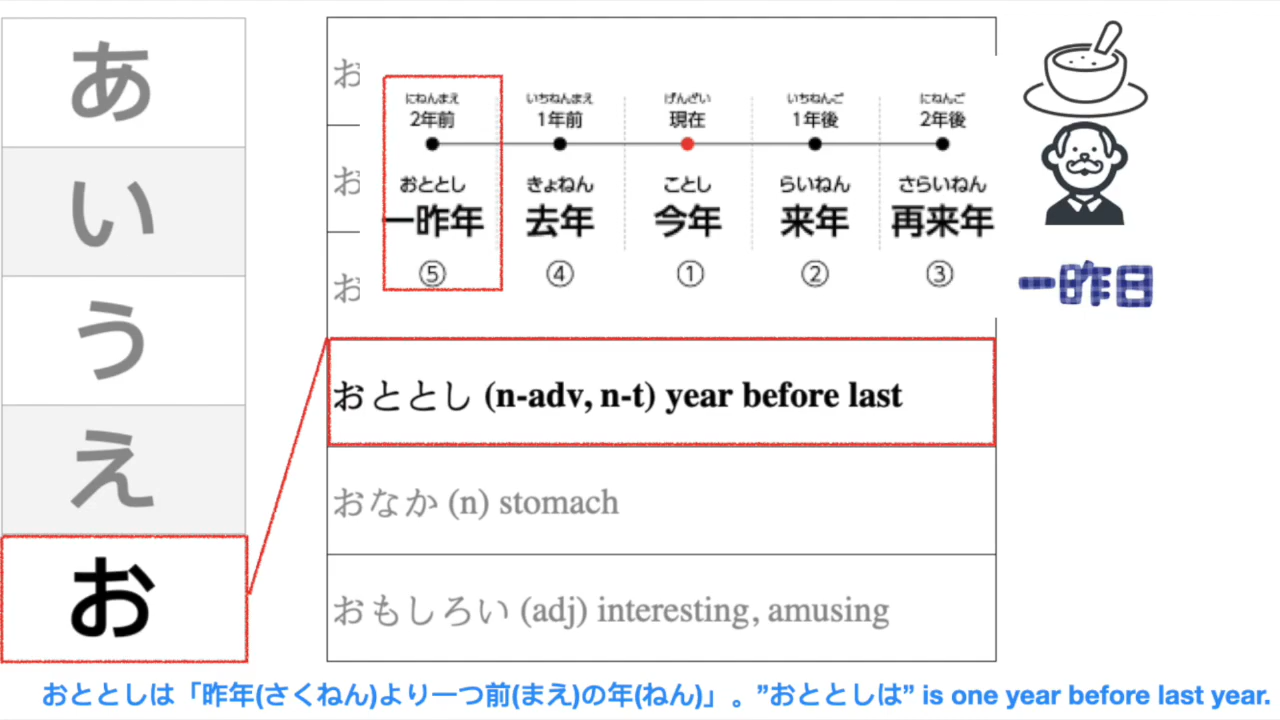 あ
い
う
え
お
お
お
お
にねんまえ いちねんまえ げんざい いちねんご にねんご
2年前 1年前 現在 1年後 2年後
おととし きょねん ことし らいねん さらいねん
一昨年 去年 今年 来年 再来年
⑤ ④ ① ② ③
一昨日
おととし (n-adv, n-t) year before last
おなか (n) stomach
おもしろい (adj) interesting, amusing
おととしは「昨年(さくねん)より一つ前(まえ)の年(ねん)」。”おととしは” is one year before last year.